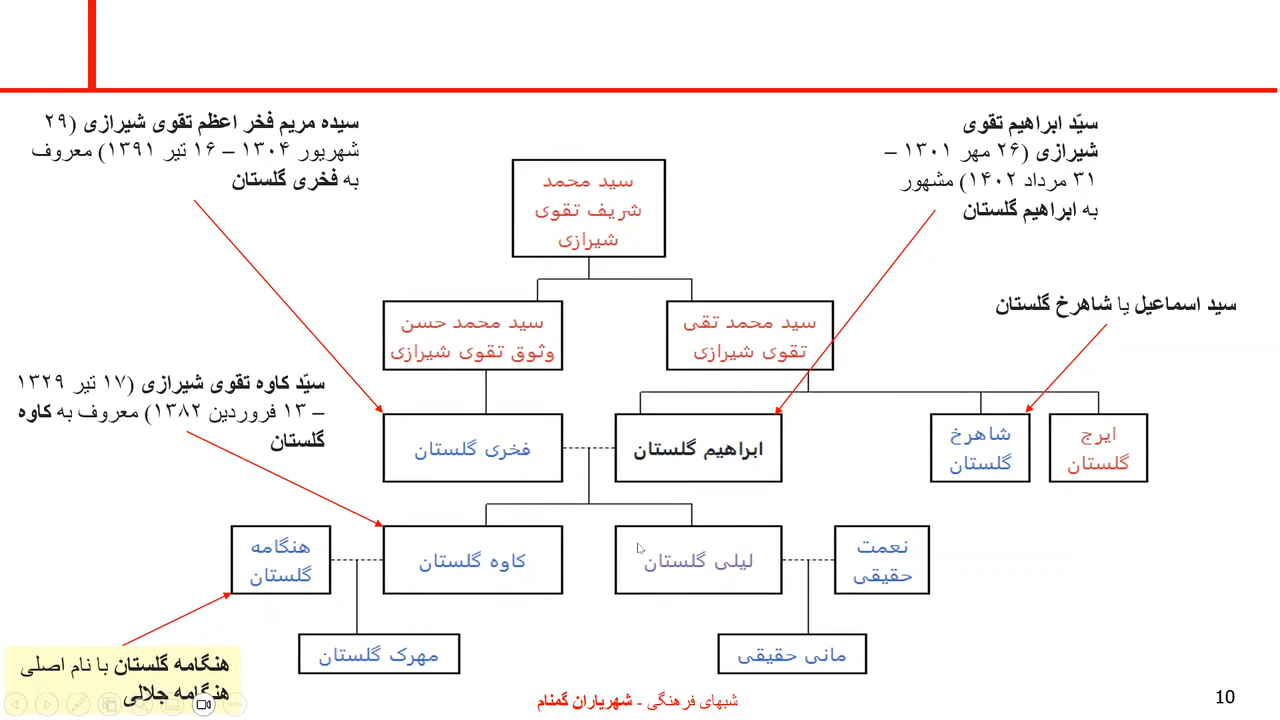 سیّد ابراهیم تقوی
شیرازی (۲۶ مهر ۱۳۰۱ –
۳۱ مرداد ۱۴۰۲) مشهور
به ابراهیم گلستان
سیده مریم فخر اعظم تقوی شیرازی (۲۹
شهریور ۱۳۰۴ – ۱۶ تیر ۱۳۹۱) معروف
به فخری گلستان
سید محمد
شریف تقوی
شیرازی
سید اسماعیل یا شاهرخ گلستان
سید محمد تقی
تقوی شیرازی
سید محمد حسن
وثوق تقوی شیرازی
سیّد کاوه تقوی شیرازی (۱۷ تیر ۱۳۲۹
– ۱۳ فروردین ۱۳۸۲) معروف به کاوه
گلستان
ایرج
گلستان
شاهرخ
گلستان
ابراهیم گلستان
فخری گلستان
نعمت
حقیقی
لیلی گلستان
کاوه گلستان
هنگامه
گلستان
مانی حقیقی
مهرک گلستان
هنگامه گلستان با نام اصلی
هنگامه جلالی
شبهای فرهنگی - شهریاران گمنام
10